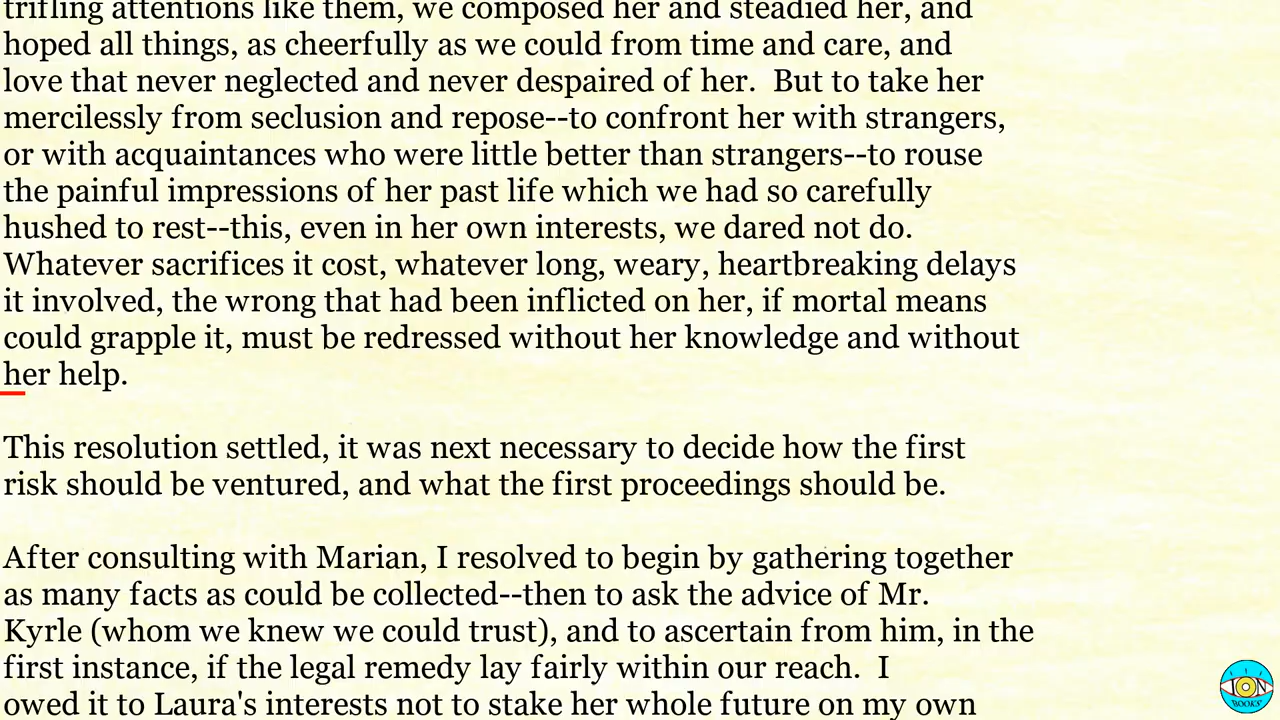 trifling attentions like them, we composed her and steadied her, and
hoped all things, as cheerfully as we could from time and care, and
love that never neglected and never despaired of her.  But to take her
mercilessly from seclusion and repose--to confront her with strangers,
or with acquaintances who were little better than strangers--to rouse
the painful impressions of her past life which we had so carefully
hushed to rest--this, even in her own interests, we dared not do.
Whatever sacrifices it cost, whatever long, weary, heartbreaking delays
it involved, the wrong that had been inflicted on her, if mortal means
could grapple it, must be redressed without her knowledge and without
her help.
This resolution settled, it was next necessary to decide how the first
risk should be ventured, and what the first proceedings should be.
After consulting with Marian, I resolved to begin by gathering together
as many facts as could be collected--then to ask the advice of Mr.
Kyrle (whom we knew we could trust), and to ascertain from him, in the
first instance, if the legal remedy lay fairly within our reach.  I
owed it to Laura's interests not to stake her whole future on my own
ION
BOOKS